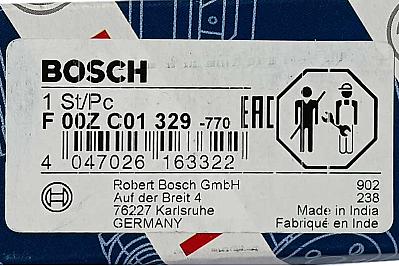 BOSCH
1 St/Pc
F 00Z C01 329 -770
EAC
4 047026 163322
Robert Bosch GmbH
Auf der Breit 4
76227 Karlsruhe
GERMANY
902
238
Made in India
Fabriqué en Inde